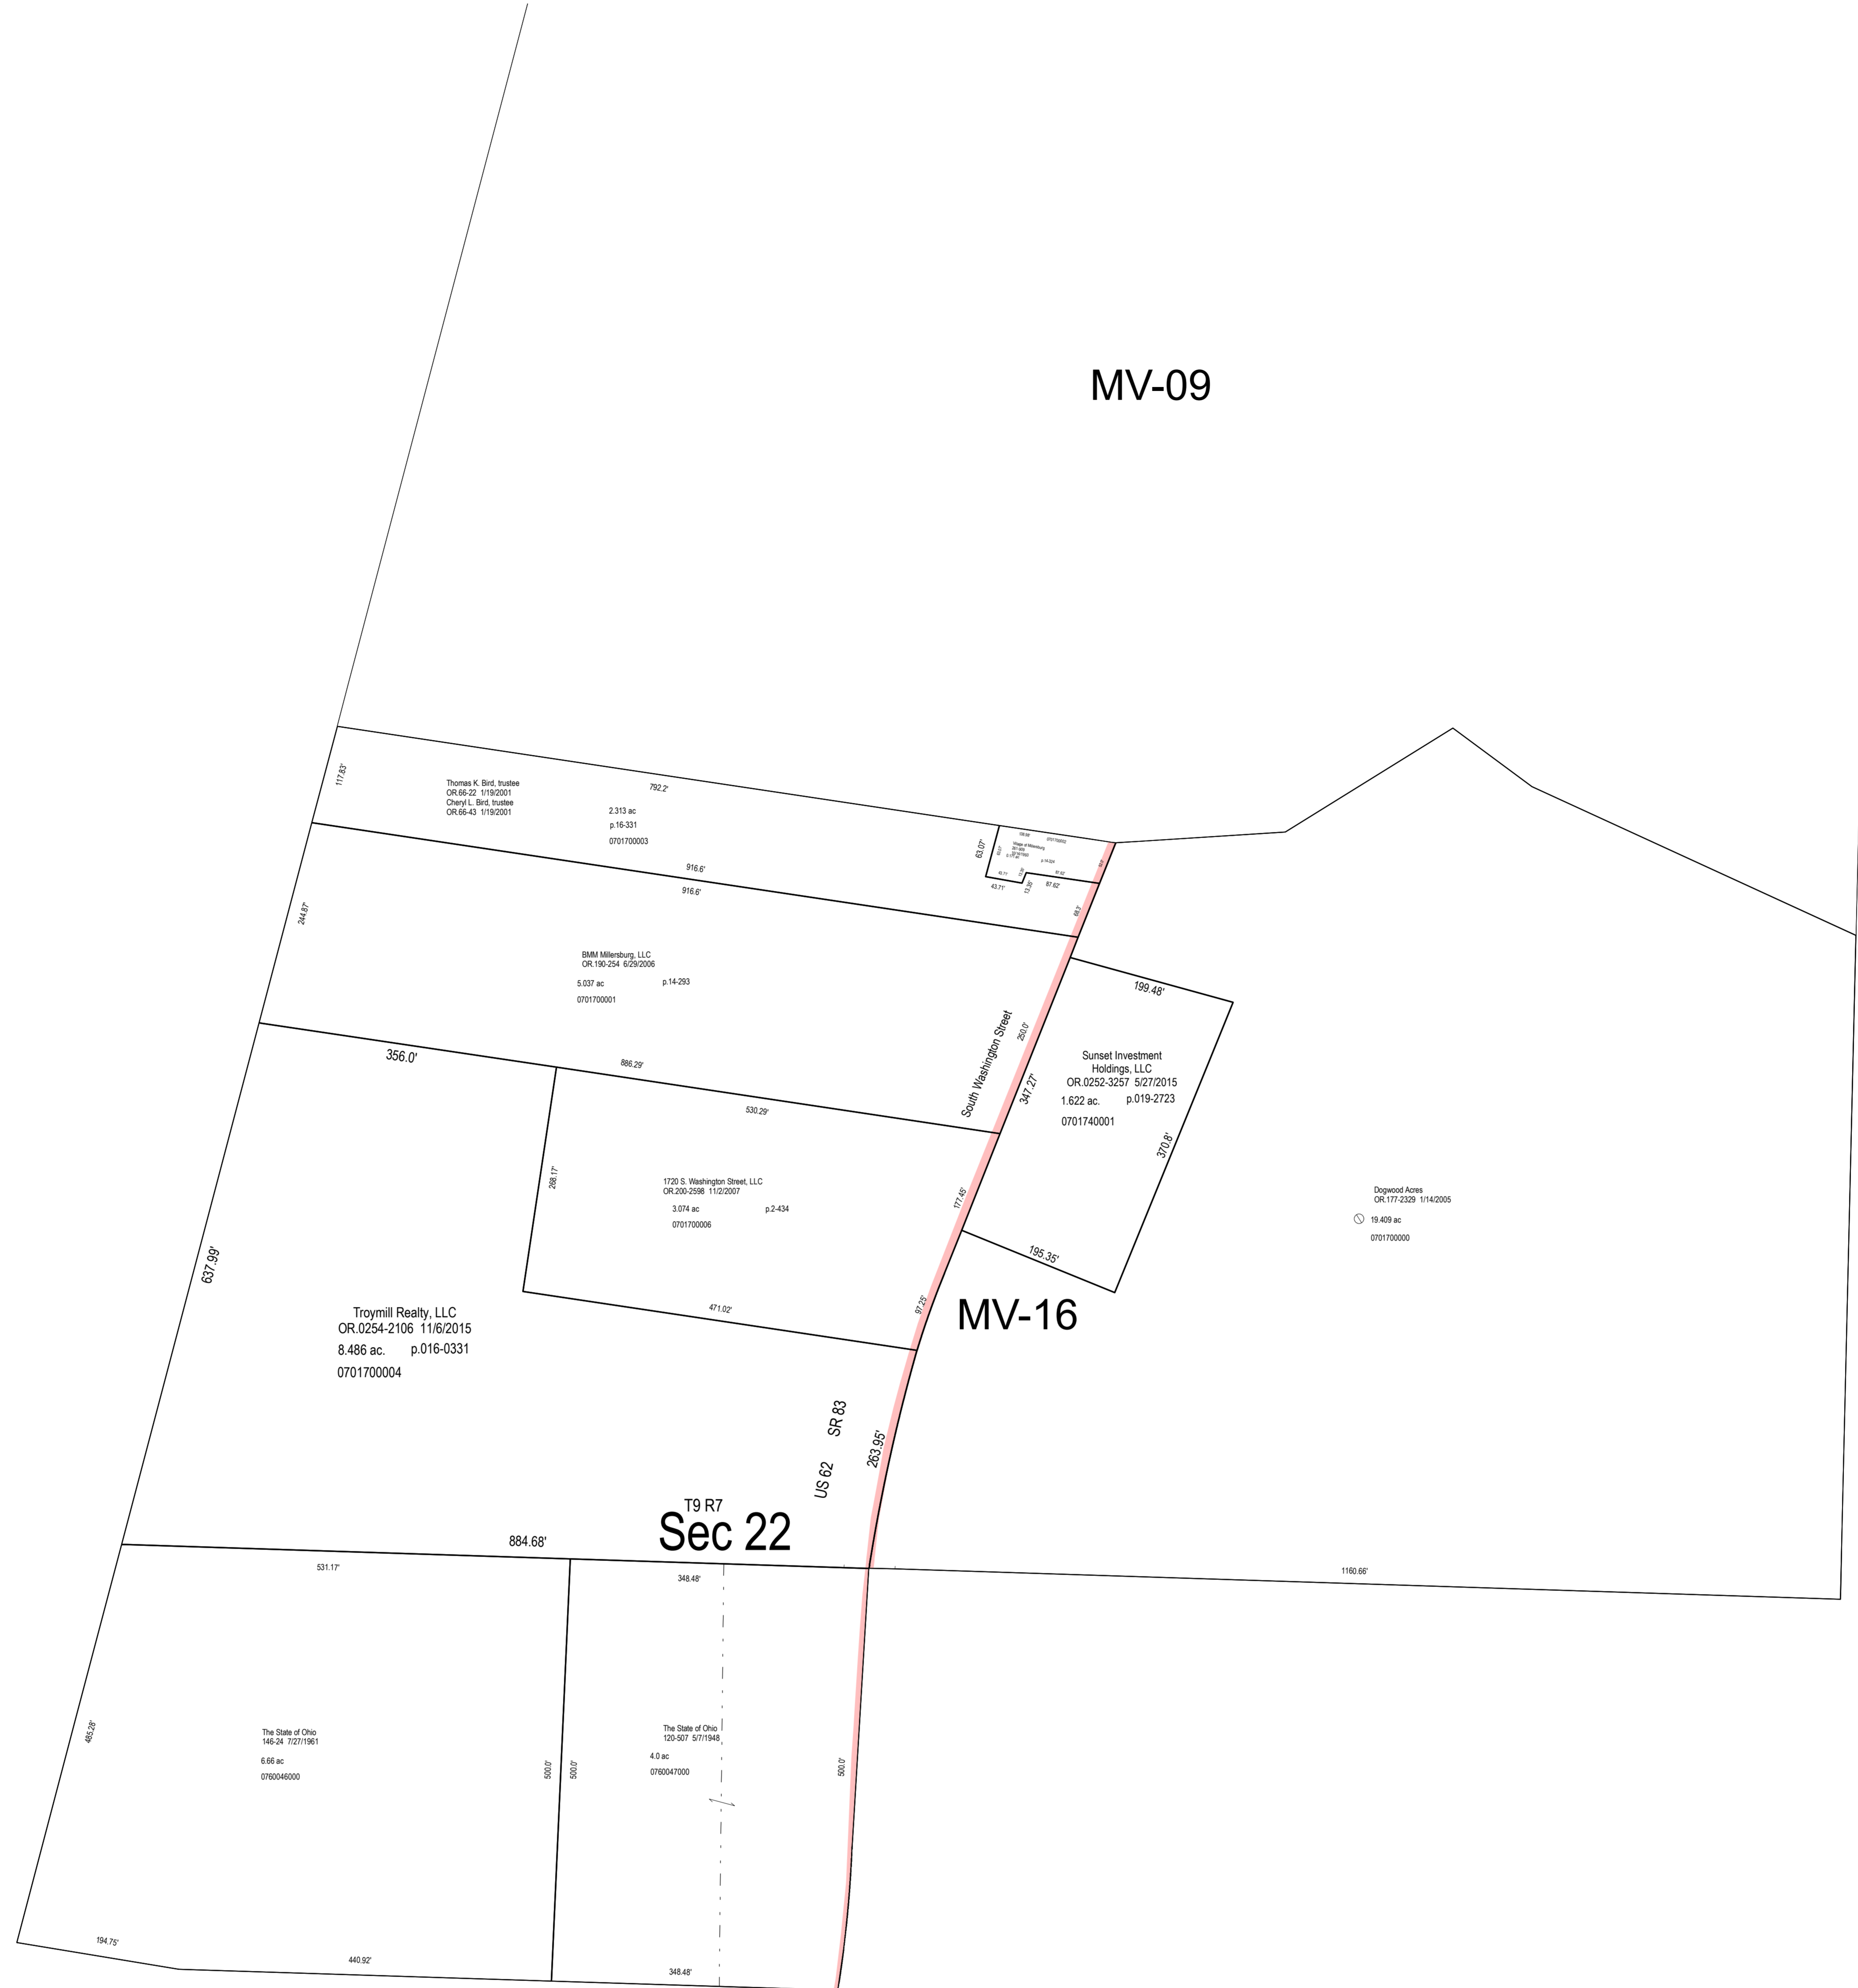 MV-09
117.83'
Thomas K. Bird, trustee
OR.66-22 1/19/2001
Cheryl L. Bird, trustee
OR.66-43 1/19/2001
792.2'
2.313 ac
p.16-331
0701700003
916.6'
63.07'
Village of Millersburg
43.71'
13.35'
87.62'
68.3'
244.87'
916.6'
BMM Millersburg, LLC
OR.190-254 6/29/2006
5.037 ac
p.14-293
0701700001
886.29'
South Washington Street
250.0'
347.27'
199.48'
Sunset Investment
Holdings, LLC
OR.0252-3257 5/27/2015
1.622 ac.
p.019-2723
0701740001
370.8'
195.35'
356.0'
530.29'
268.17'
1720 S. Washington Street, LLC
OR.200-2598 11/2/2007
3.074 ac
p.2-434
0701700006
177.45'
97.25'
471.02'
Dogwood Acres
OR.177-2329 1/14/2005
19.409 ac
0701700000
MV-16
637.99'
Troymill Realty, LLC
OR.0254-2106 11/6/2015
8.486 ac.
p.016-0331
0701700004
SR 83
US 62
263.95'
T9 R7
Sec 22
884.68'
531.17'
348.48'
1160.66'
485.28'
The State of Ohio
146-24 7/27/1961
6.66 ac
0760046000
500.0'
500.0'
The State of Ohio
120-507 5/7/1948
4.0 ac
0760047000
500.0'
194.75'
440.92'
348.48'